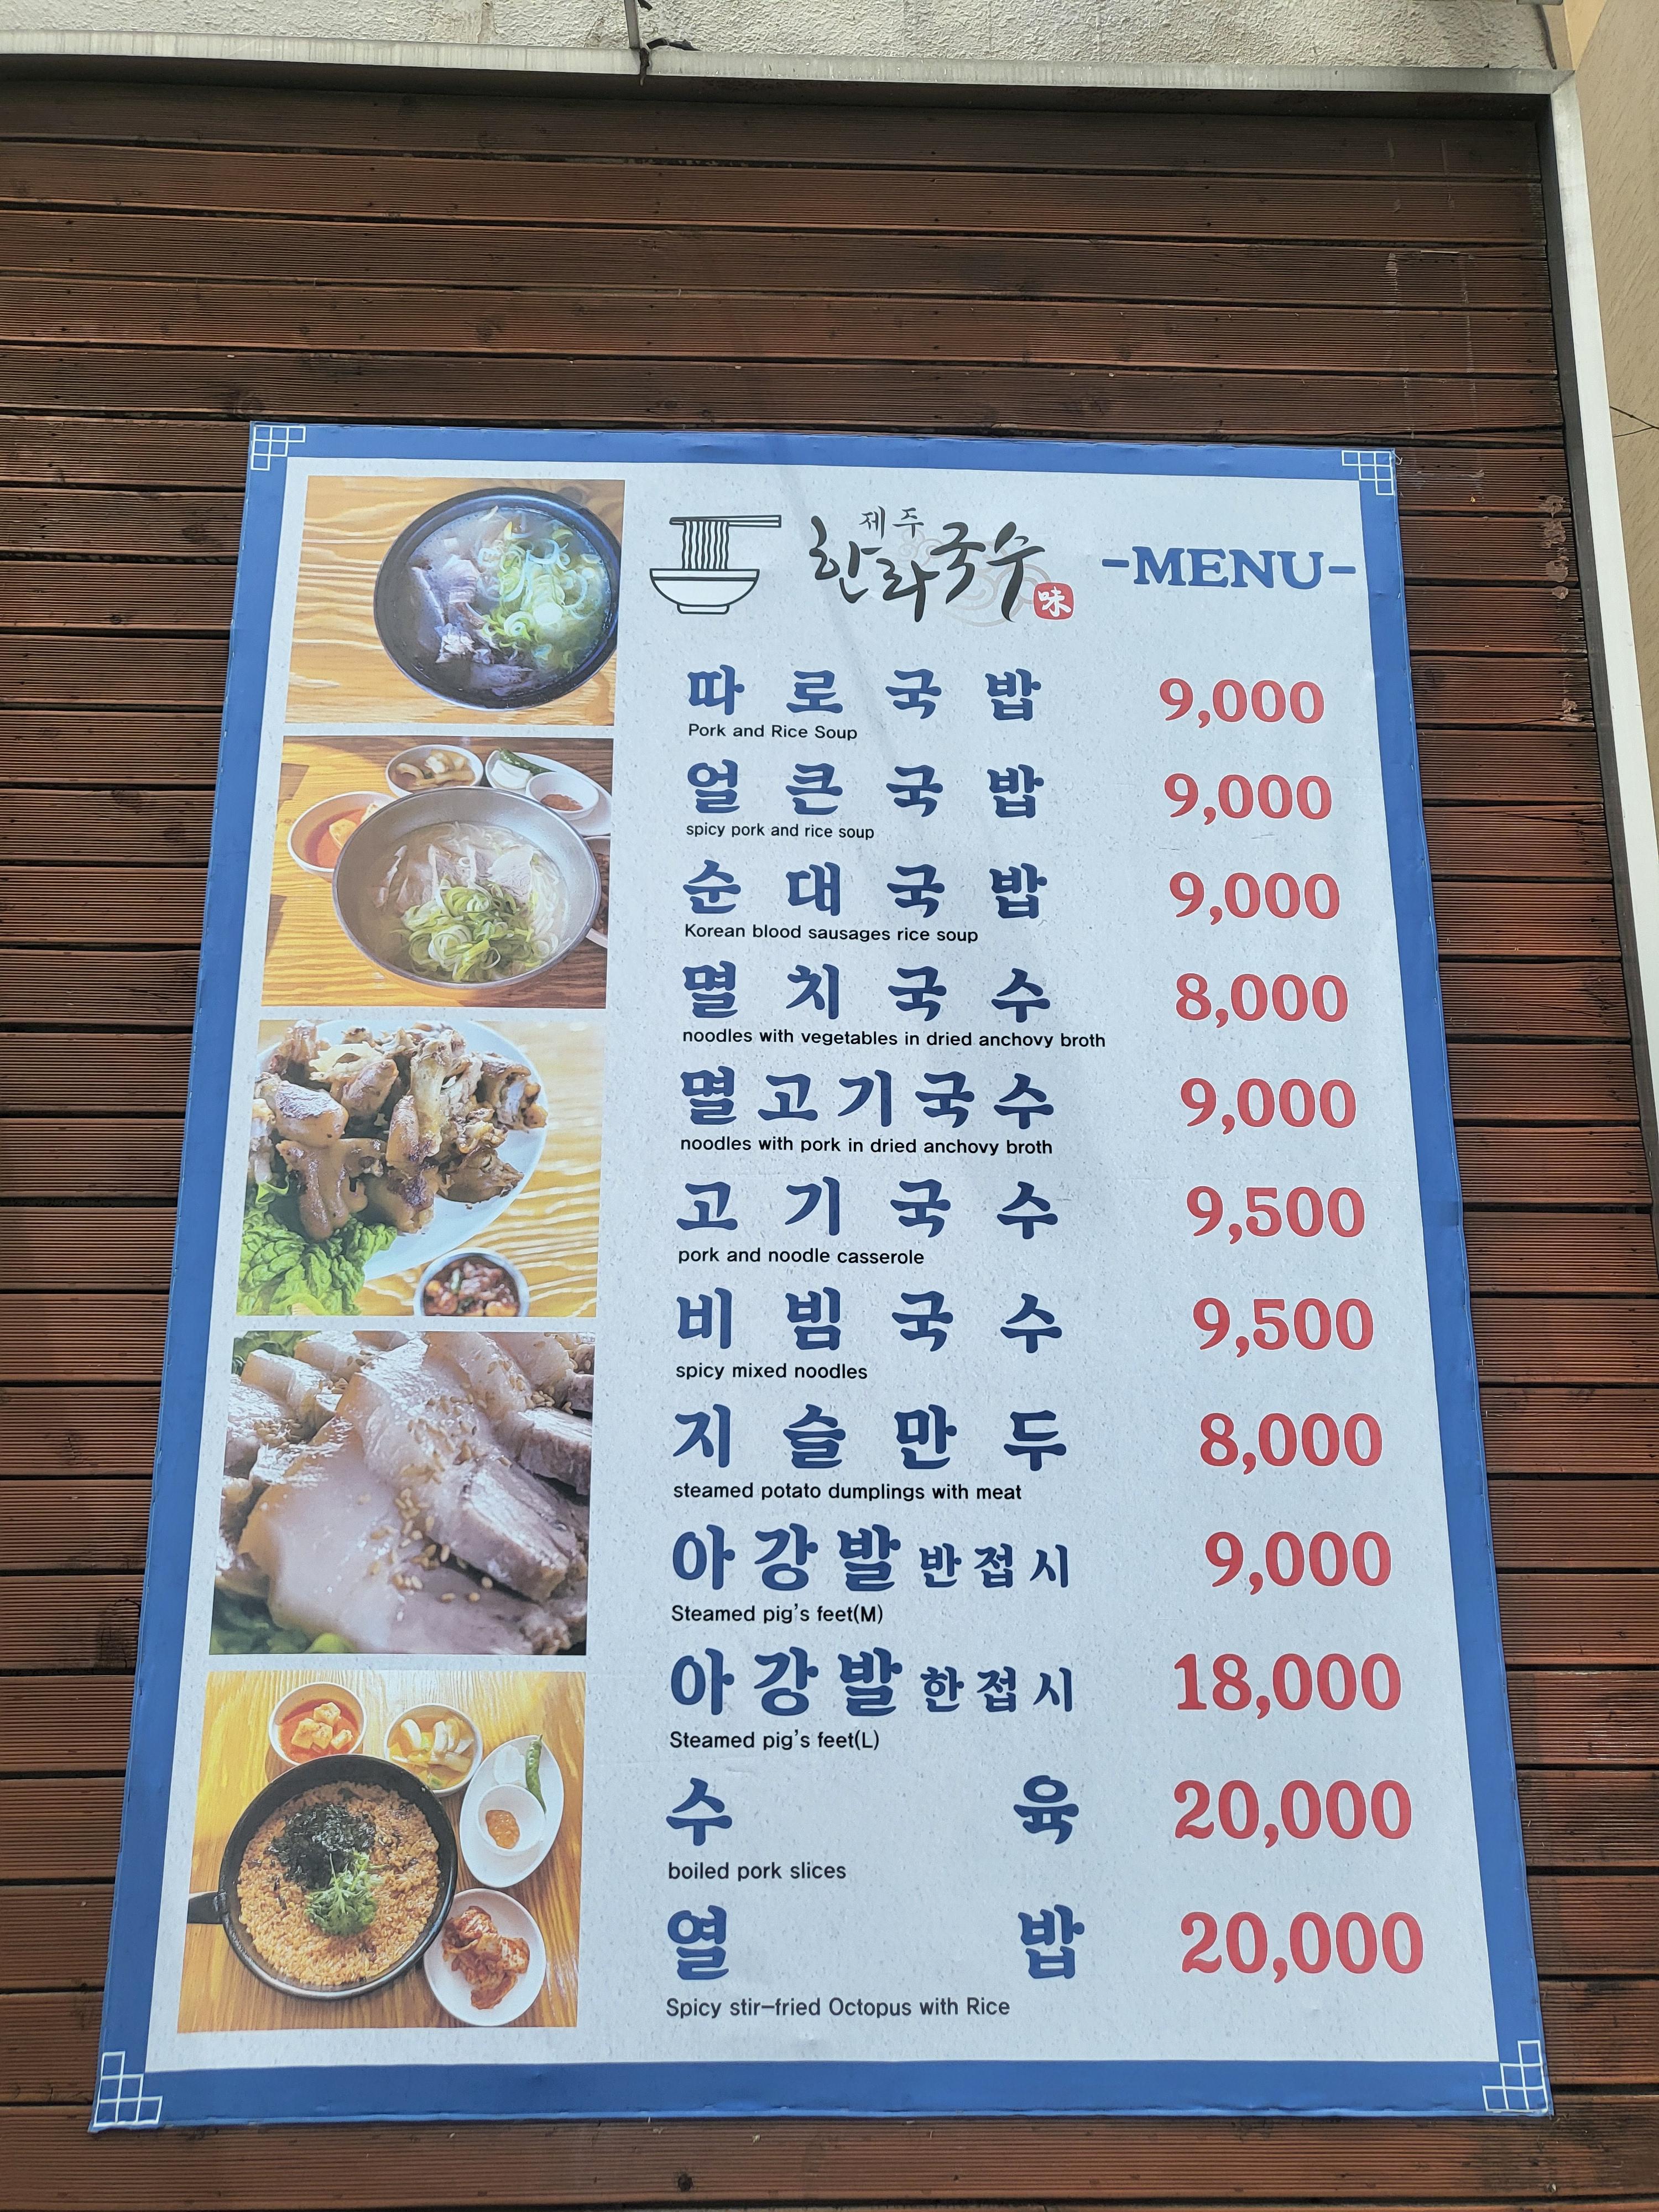 제주
한라국수
味
-MENU-
따로국밥 9,000
Pork and Rice Soup
얼큰국밥 9,000
spicy pork and rice soup
순대국밥 9,000
Korean blood sausages rice soup
멸치국수 8,000
noodles with vegetables in dried anchovy broth
멸고기국수 9,000
noodles with pork in dried anchovy broth
고기국수 9,500
pork and noodle casserole
비빔국수 9,500
spicy mixed noodles
지슬만두 8,000
steamed potato dumplings with meat
아강발 반접시 9,000
Steamed pig's feet(M)
아강발 한접시 18,000
Steamed pig's feet(L)
수육 20,000
boiled pork slices
열밥 20,000
Spicy stir-fried Octopus with Rice